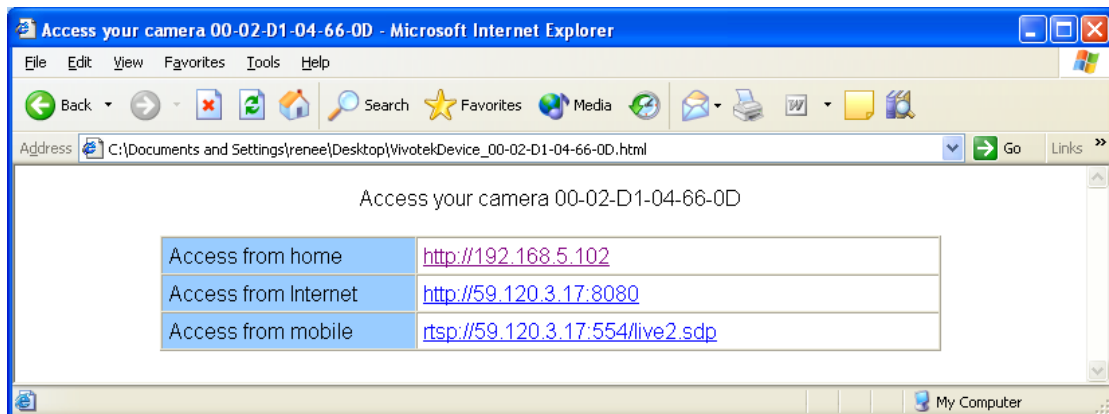 Access your camera 00-02-D1-04-66-0D - Microsoft Internet Explorer
File Edit View Favorites Tools Help
Back Search Favorites Media
Address C:\Documents and Settings\renee\Desktop\VivotekDevice_00-02-D1-04-66-0D.html Go Links »
Access your camera 00-02-D1-04-66-0D
Access from home http://192.168.5.102
Access from Internet http://59.120.3.17:8080
Access from mobile rtsp://59.120.3.17:554/live2.sdp
My Computer